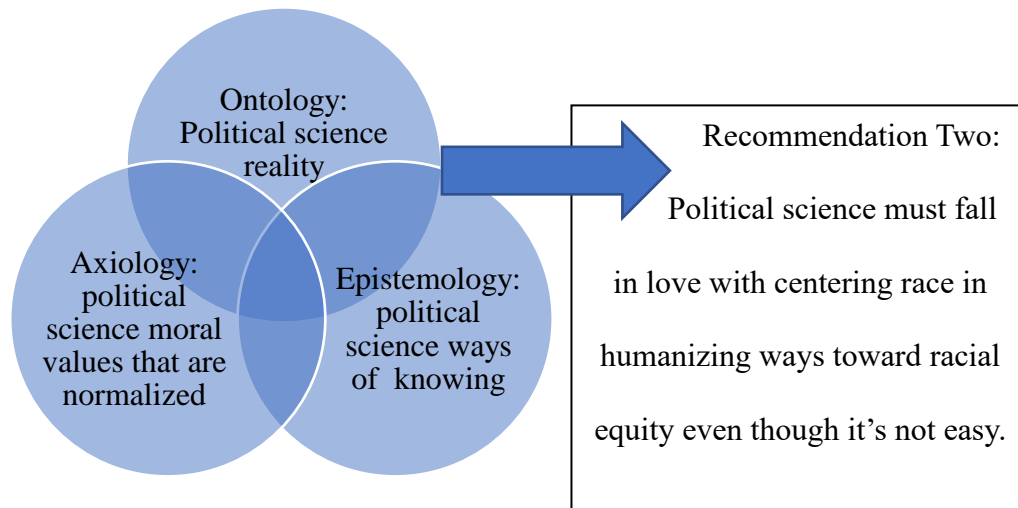 Ontology:
Political science
reality
Axiology:
political
science moral
values that are
normalized
Epistemology:
political
science ways
of knowing
Recommendation Two:
Political science must fall
in love with centering race in
humanizing ways toward racial
equity even though it’s not easy.